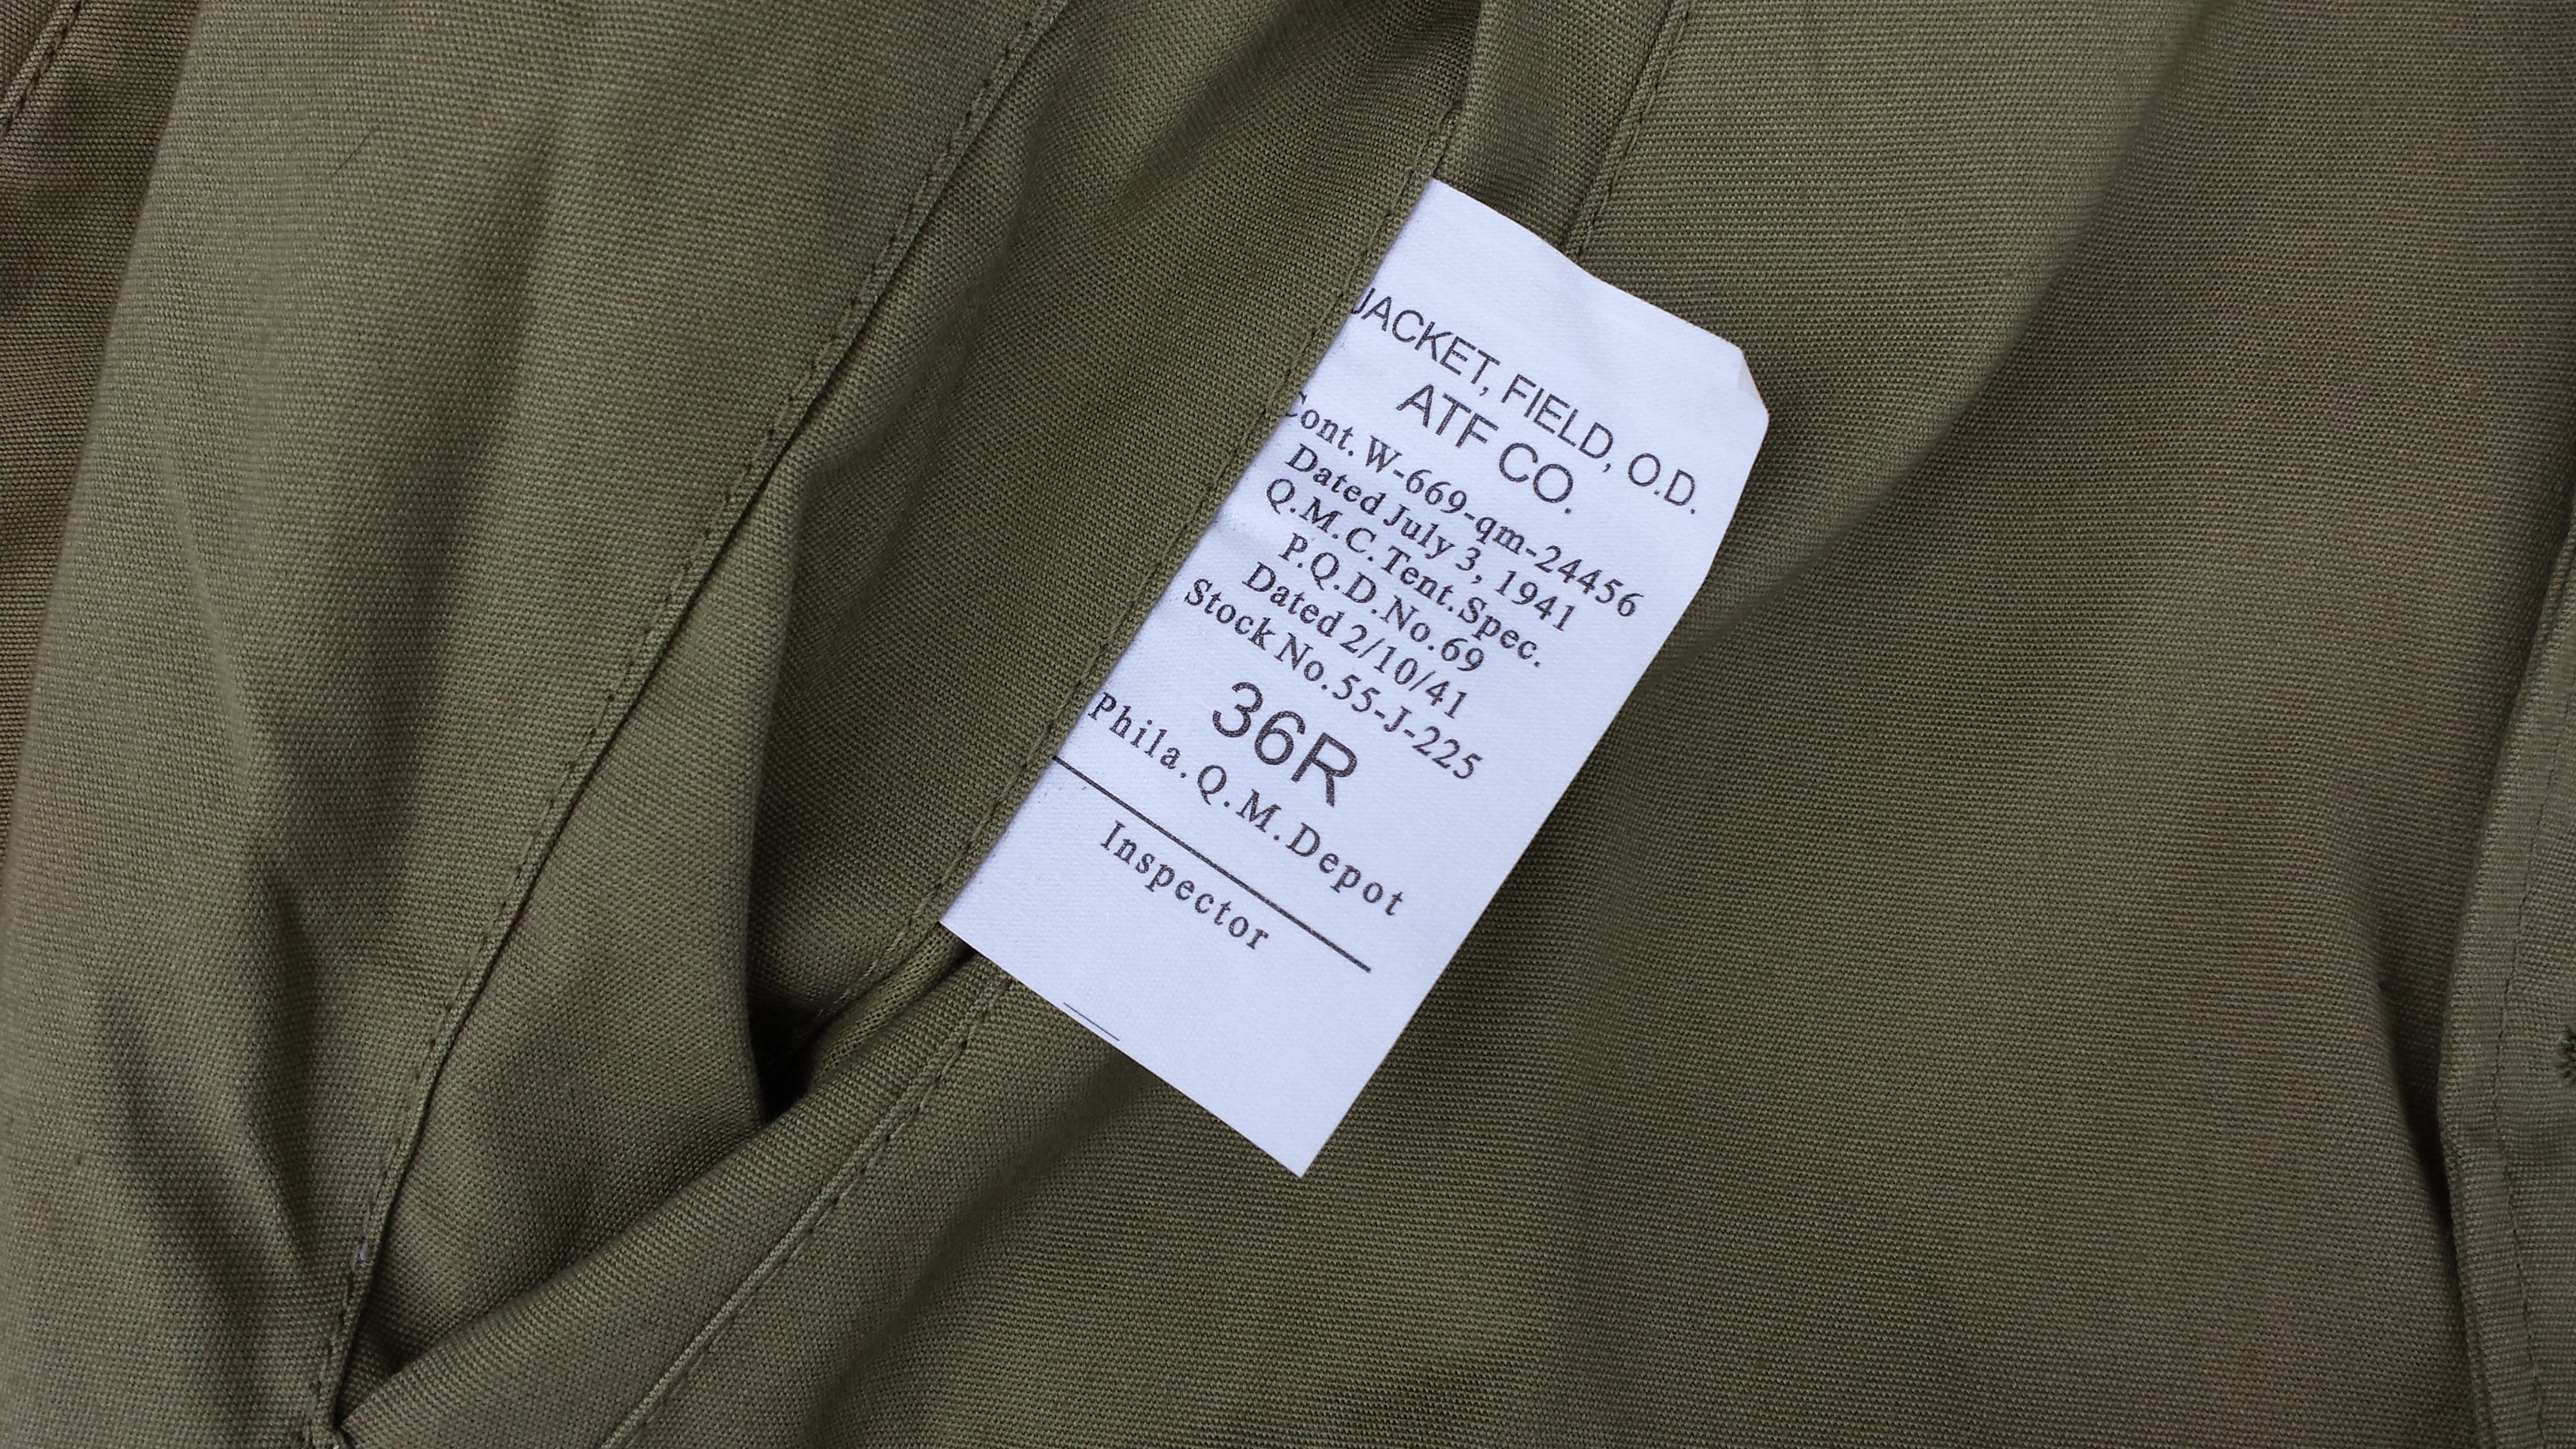 JACKET, FIELD, O.D.
ATF CO.
Cont.W-669-qm-24456
Dated July 3, 1941
Q.M.C.Tent.Spec.
P.Q.D.No.69
Dated 2/10/41
Stock No.55-J-225
36R
Phila.Q.M.Depot
Inspector